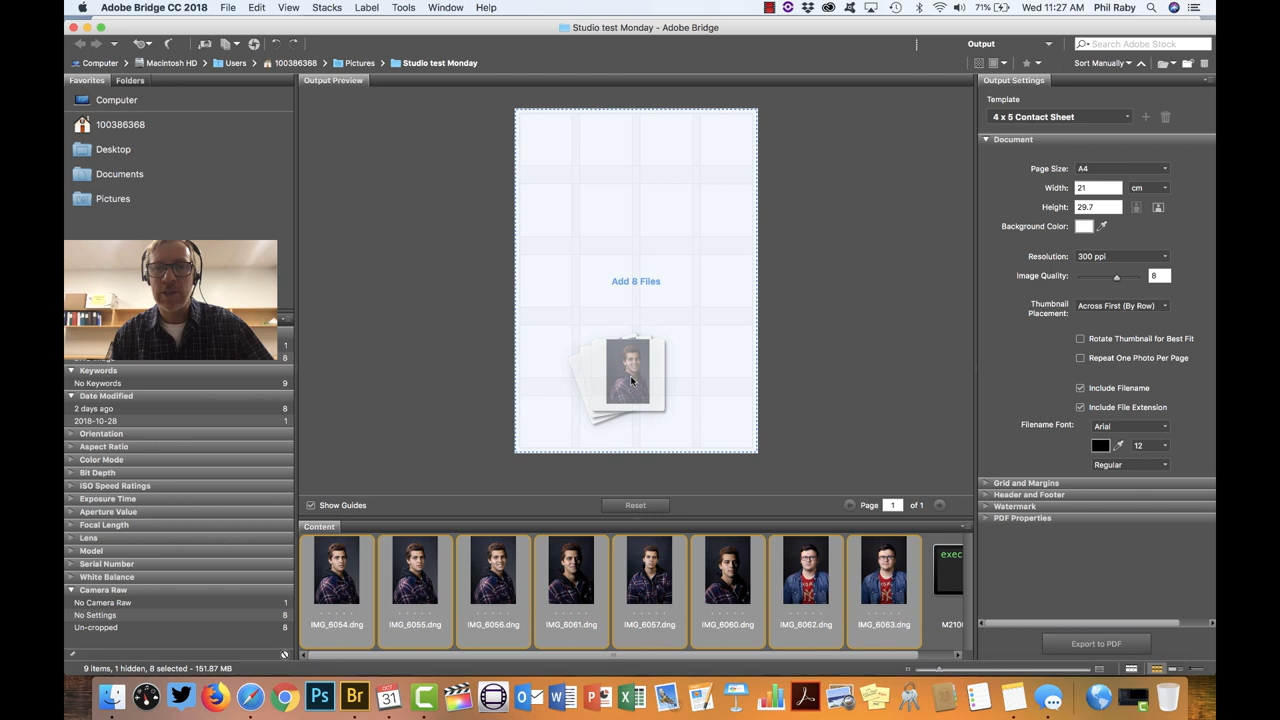 Adobe Bridge CC 2018 File Edit View Stacks Label Tools Window Help 71% Wed 11:27 AM Phil Raby
Studio test Monday - Adobe Bridge
Output Search Adobe Stock
Computer Macintosh HD Users 100386368 Pictures Studio test Monday Sort Manually
Favorites Folders Output Preview Output Settings
Computer
100386368
Desktop
Documents
Pictures
Template
4 x 5 Contact Sheet
Document
Page Size: A4
Width: 21 cm
Height: 29.7
Background Color:
Resolution: 300 ppi
Image Quality: 8
Thumbnail
Placement: Across First (By Row)
Rotate Thumbnail for Best Fit
Repeat One Photo Per Page
Include Filename
Include File Extension
Filename Font: Arial
12
Regular
Grid and Margins
Header and Footer
Watermark
PDF Properties
Export to PDF
Add 8 Files
1
8
Keywords
No Keywords 9
Date Modified
2 days ago 8
2018-10-28 1
Orientation
Aspect Ratio
Color Mode
Bit Depth
ISO Speed Ratings
Exposure Time
Aperture Value
Focal Length
Lens
Model
Serial Number
White Balance
Camera Raw
No Camera Raw 1
No Settings 8
Un-cropped 8
Show Guides Reset Page 1 of 1
Content
exec
IMG_6054.dng IMG_6055.dng IMG_6056.dng IMG_6061.dng IMG_6057.dng IMG_6060.dng IMG_6062.dng IMG_6063.dng M2100
9 items, 1 hidden, 8 selected - 151.87 MB
Ps Br 31